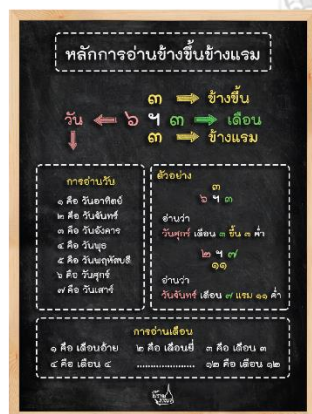 หลักการอ่านข้างขึ้นข้างแรม
๓ ข้างขึ้น
วัน ๖ ฯ ๓ เดือน
๓ ข้างแรม
การอ่านวัน
๑ คือ วันอาทิตย์
๒ คือ วันจันทร์
๓ คือ วันอังคาร
๔ คือ วันพุธ
๕ คือ วันพฤหัสบดี
๖ คือ วันศุกร์
๗ คือ วันเสาร์
ตัวอย่าง
๓
๖ ฯ ๓
อ่านว่า
วันศุกร์ เดือน ๓ ขึ้น ๓ ค่ำ
๒ ฯ ๗
๑๑
อ่านว่า
วันจันทร์ เดือน ๗ แรม ๑๑ ค่ำ
การอ่านเดือน
๑ คือ เดือนอ้าย ๒ คือ เดือนยี่ ๓ คือ เดือน ๓
๔ คือ เดือน ๔ ..................... ๑๒ คือ เดือน ๑๒